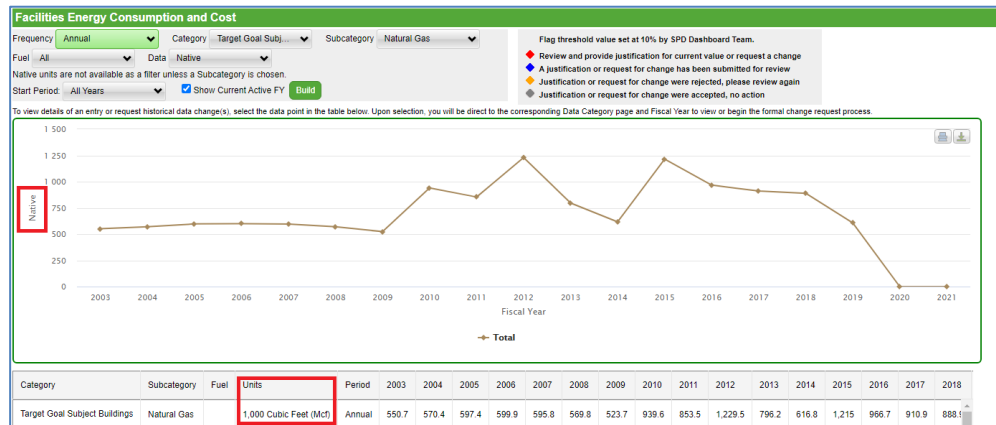 Facilities Energy Consumption and Cost
Frequency Annual Category Target Goal Subj... Subcategory Natural Gas
Fuel All Data Native
Native units are not available as a filter unless a Subcategory is chosen.
Start Period: All Years Show Current Active FY Build
Flag threshold value set at 10% by SPD Dashboard Team.
Review and provide justification for current value or request a change
A justification or request for change has been submitted for review
Justification or request for change were rejected, please review again
Justification or request for change were accepted, no action
To view details of an entry or request historical data change(s), select the data point in the table below. Upon selection, you will be direct to the corresponding Data Category page and Fiscal Year to view or begin the formal change request process.
1 500
1 250
1 000
750
500
250
0
Native
2003 2004 2005 2006 2007 2008 2009 2010 2011 2012 2013 2014 2015 2016 2017 2018 2019 2020 2021
Fiscal Year
Total
Category Subcategory Fuel Units Period 2003 2004 2005 2006 2007 2008 2009 2010 2011 2012 2013 2014 2015 2016 2017 2018
Target Goal Subject Buildings Natural Gas 1,000 Cubic Feet (Mcf) Annual 550.7 570.4 597.4 599.9 595.8 569.8 523.7 939.6 853.5 1,229.5 796.2 616.8 1,215 966.7 910.9 888.